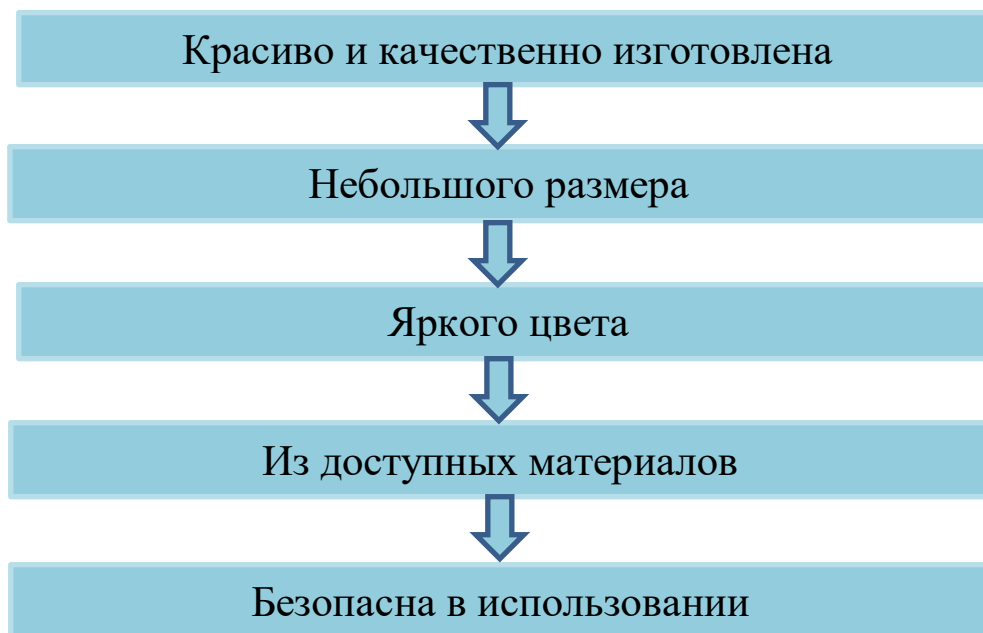 Красиво и качественно изготовлена
Небольшого размера
Яркого цвета
Из доступных материалов
Безопасна в использовании